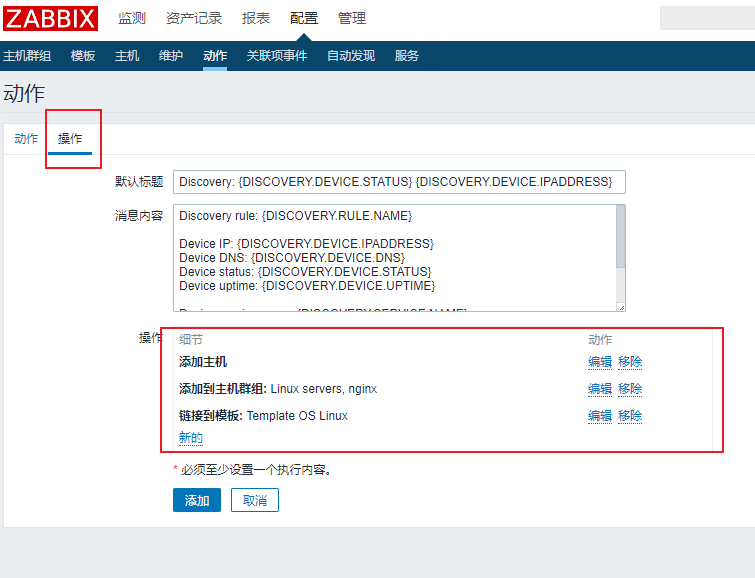 ZABBIX 监测 资产记录 报表 配置 管理
主机群组 模板 主机 维护 动作 关联项事件 自动发现 服务
动作
动作 操作
默认标题 Discovery: {DISCOVERY.DEVICE.STATUS} {DISCOVERY.DEVICE.IPADDRESS}
消息内容 Discovery rule: {DISCOVERY.RULE.NAME}
Device IP: {DISCOVERY.DEVICE.IPADDRESS}
Device DNS: {DISCOVERY.DEVICE.DNS}
Device status: {DISCOVERY.DEVICE.STATUS}
Device uptime: {DISCOVERY.DEVICE.UPTIME}
操作 细节 动作
添加主机 编辑 移除
添加到主机群组: Linux servers, nginx 编辑 移除
链接到模板: Template OS Linux 编辑 移除
新的
* 必须至少设置一个执行内容。
添加 取消